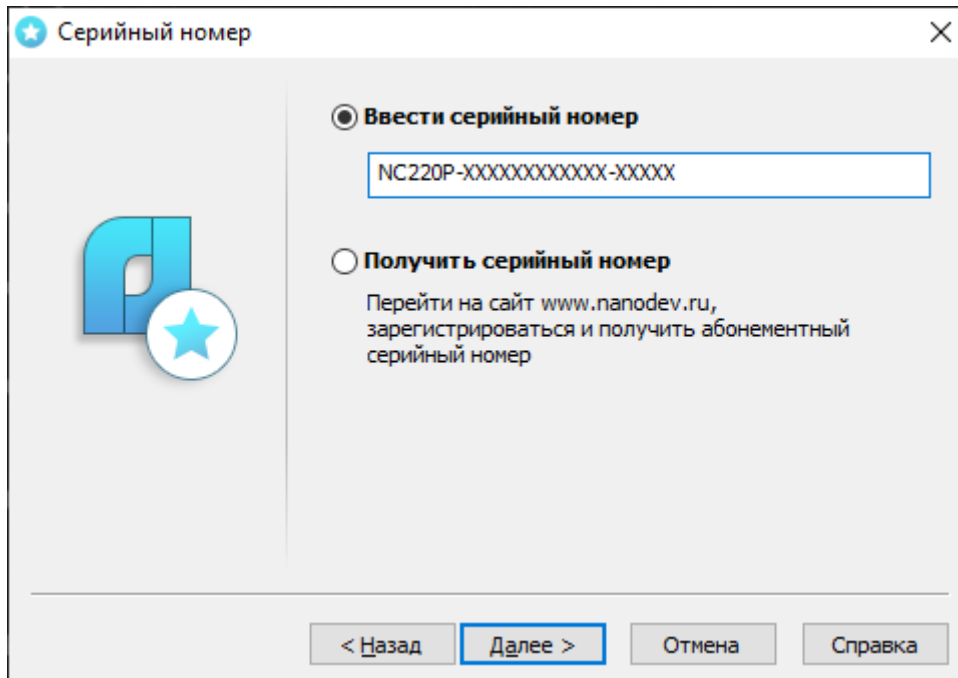 Серийный номер
Ввести серийный номер
NC220P-XXXXXXXXXXXX-XXXXX
Получить серийный номер
Перейти на сайт www.nanodev.ru,
зарегистрироваться и получить абонементный
серийный номер
< Назад
Далее >
Отмена
Справка